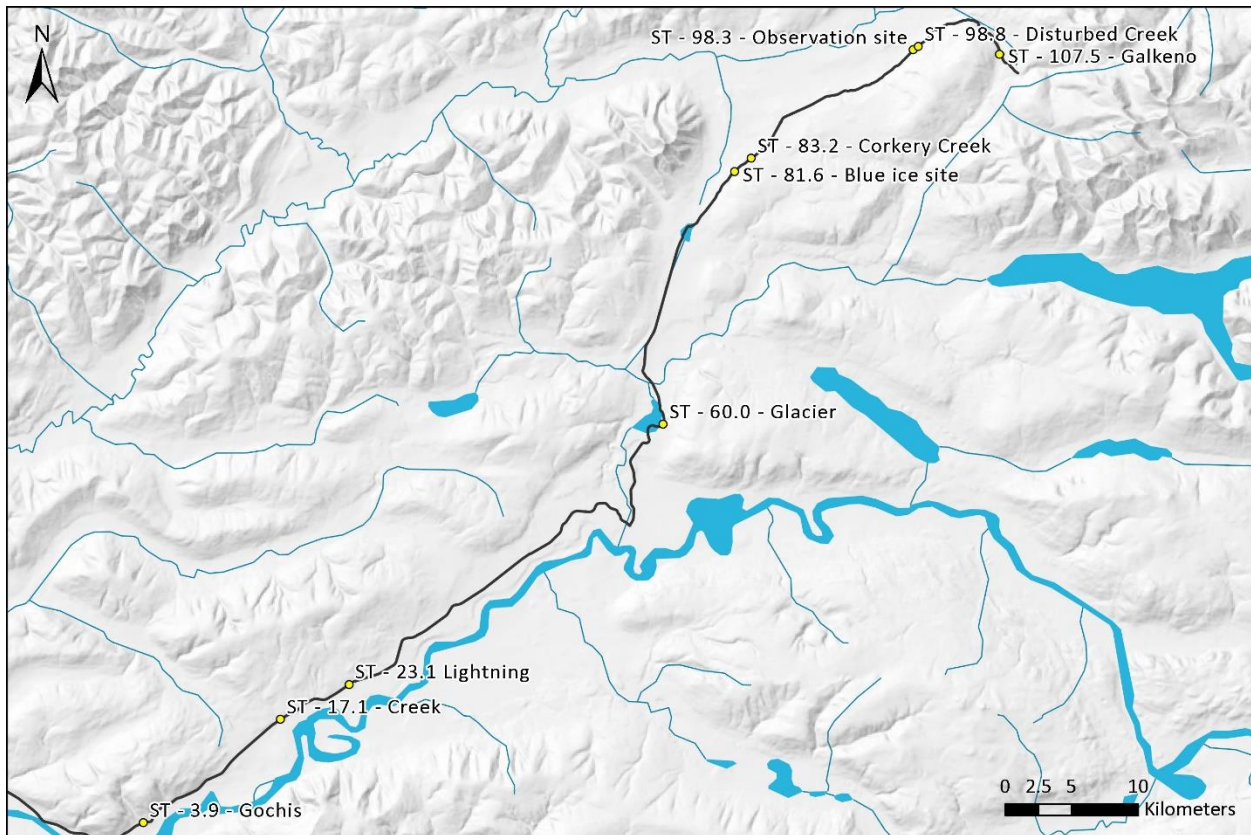 N
ST - 98.3 - Observation site
ST - 98.8 - Disturbed Creek
ST - 107.5 - Galkeno
ST - 83.2 - Corkery Creek
ST - 81.6 - Blue ice site
ST - 60.0 - Glacier
ST - 23.1 Lightning
ST - 17.1 - Creek
ST - 3.9 - Gochis
0 2.5 5 10
Kilometers